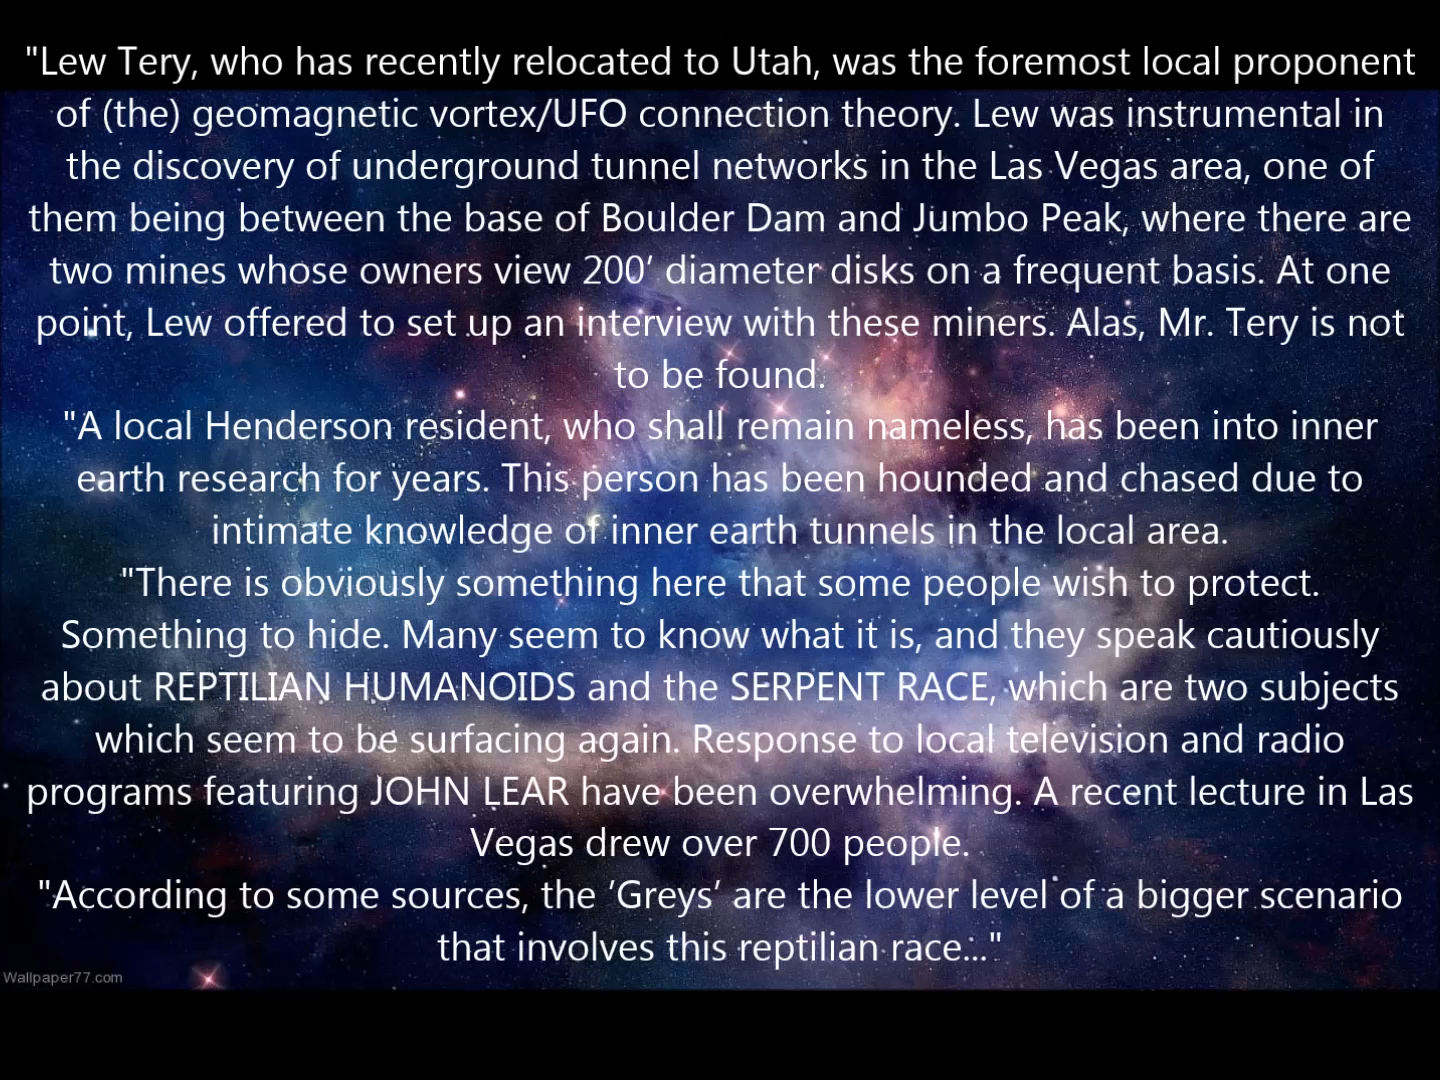 "Lew Tery, who has recently relocated to Utah, was the foremost local proponent
of (the) geomagnetic vortex/UFO connection theory. Lew was instrumental in
the discovery of underground tunnel networks in the Las Vegas area, one of
them being between the base of Boulder Dam and Jumbo Peak, where there are
two mines whose owners view 200’ diameter disks on a frequent basis. At one
point, Lew offered to set up an interview with these miners. Alas, Mr. Tery is not
to be found.
"A local Henderson resident, who shall remain nameless, has been into inner
earth research for years. This person has been hounded and chased due to
intimate knowledge of inner earth tunnels in the local area.
"There is obviously something here that some people wish to protect.
Something to hide. Many seem to know what it is, and they speak cautiously
about REPTILIAN HUMANOIDS and the SERPENT RACE, which are two subjects
which seem to be surfacing again. Response to local television and radio
programs featuring JOHN LEAR have been overwhelming. A recent lecture in Las
Vegas drew over 700 people.
"According to some sources, the ’Greys’ are the lower level of a bigger scenario
that involves this reptilian race..."
Wallpaper77.com